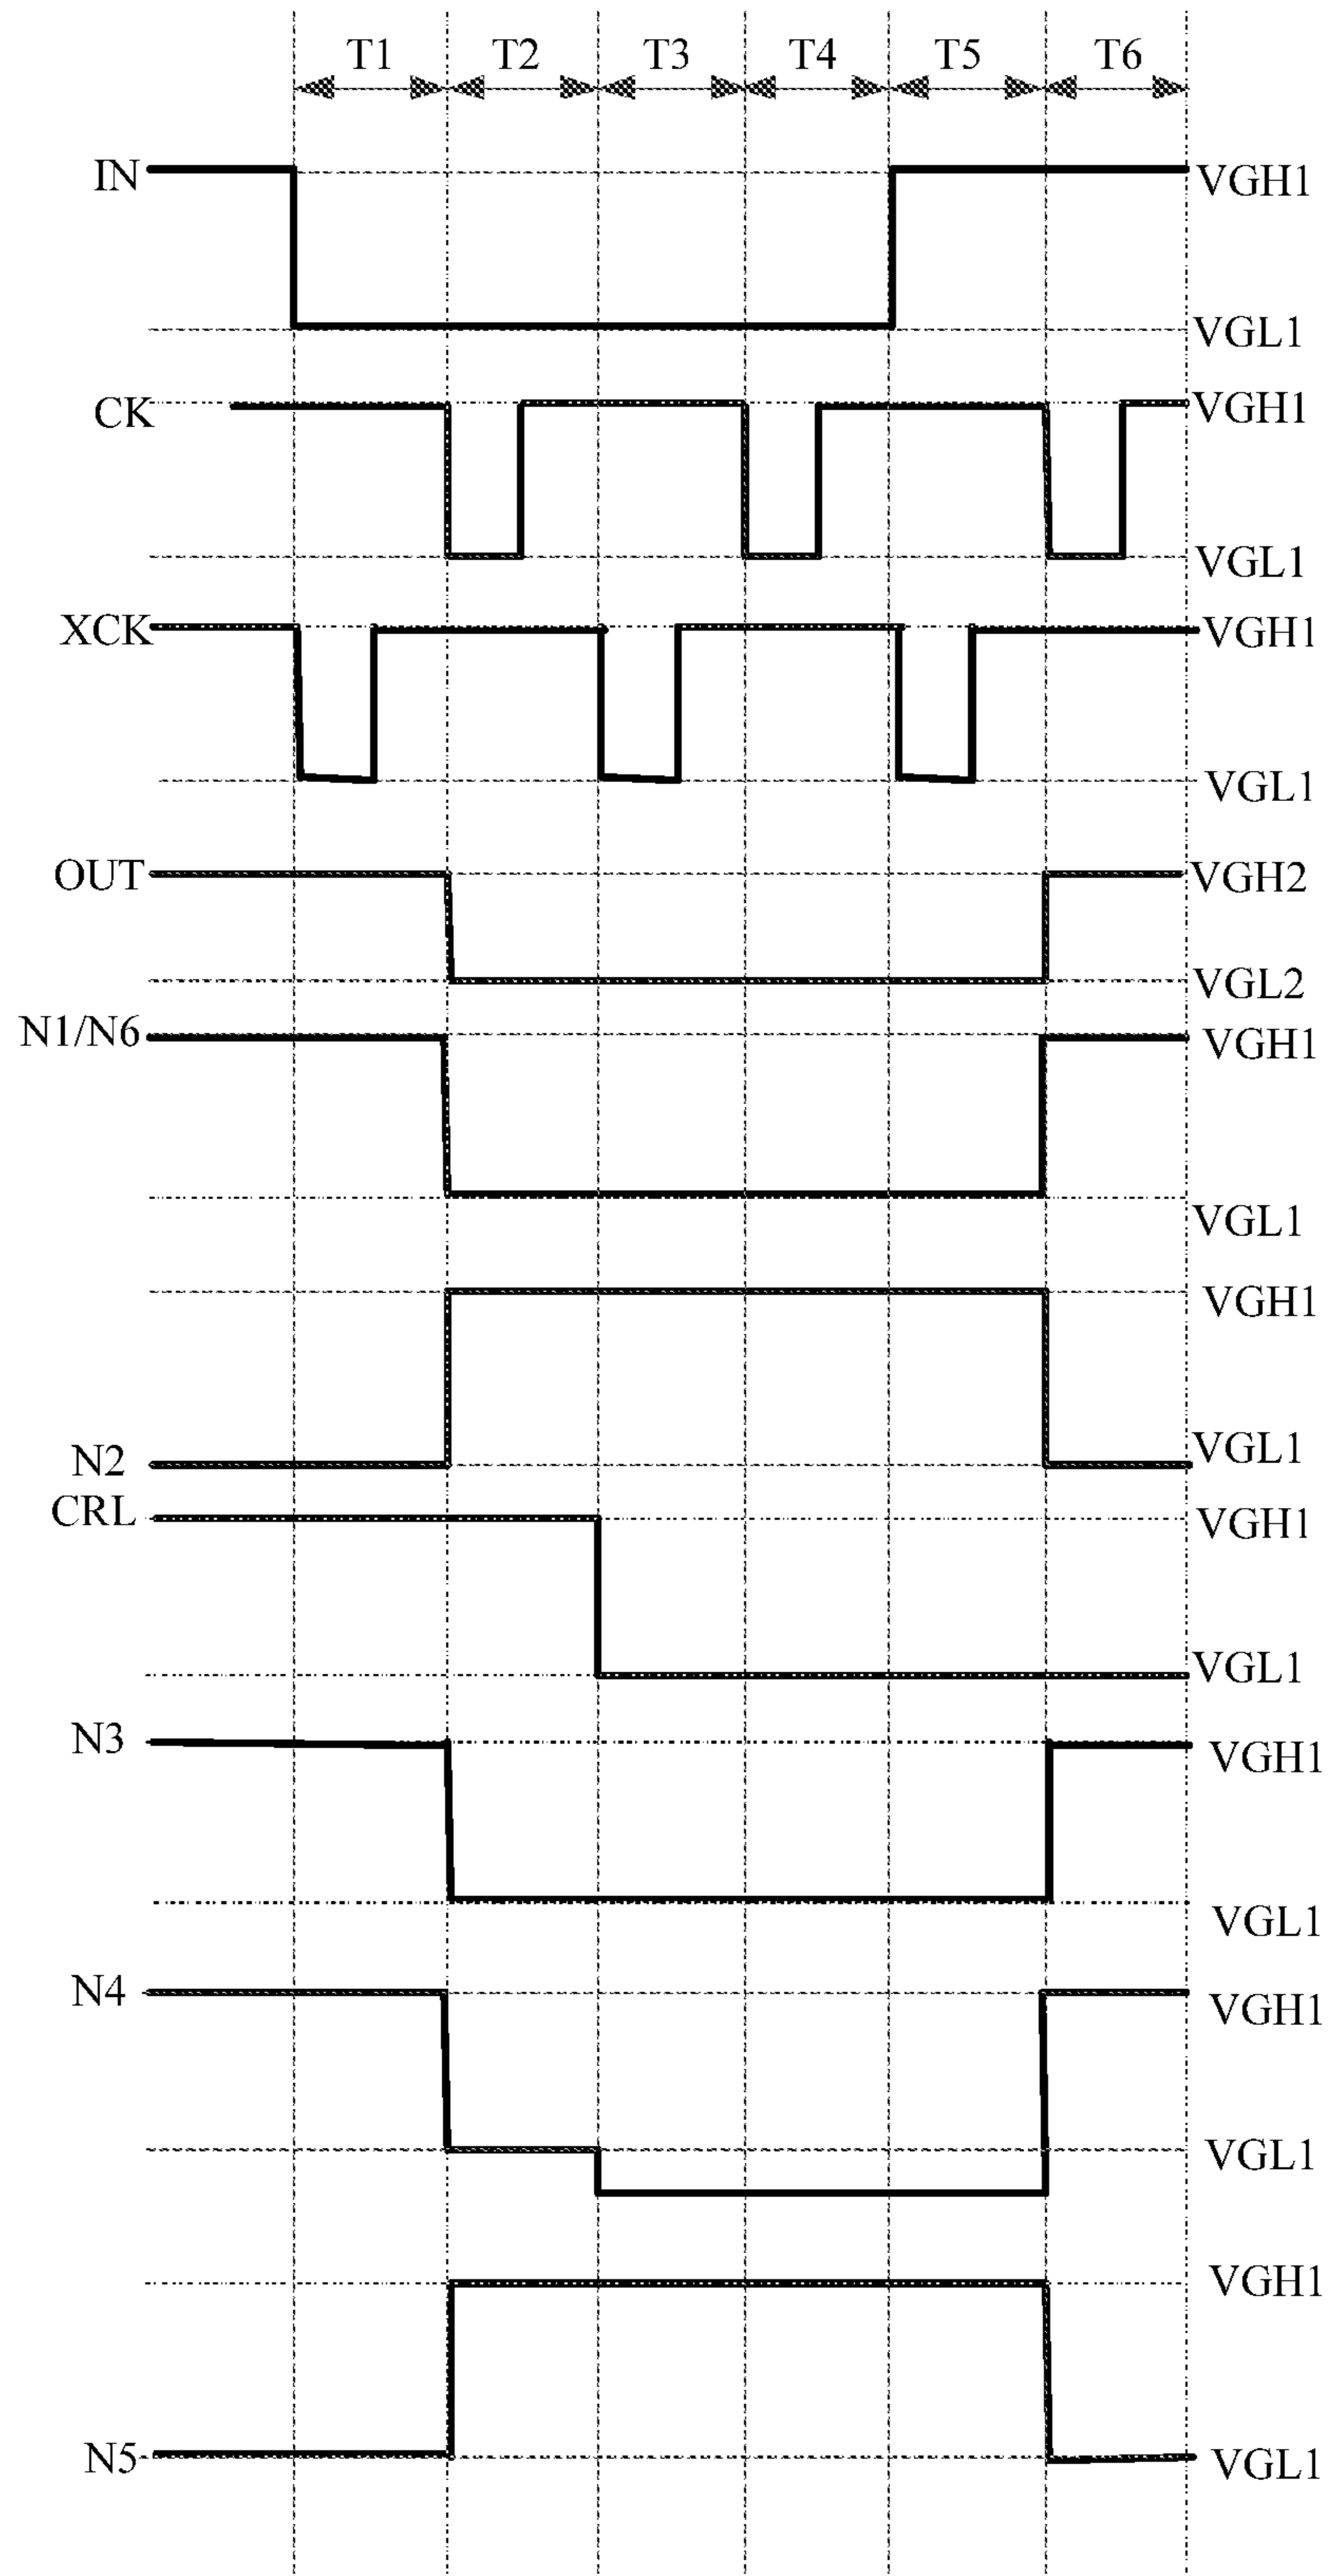 T1 T2 T3 T4 T5 T6
IN VGH1
VGL1
CK VGH1
VGL1
XCK VGH1
VGL1
OUT VGH2
VGL2
N1/N6 VGH1
VGL1
VGH1
N2 VGL1
CRL VGH1
VGL1
N3 VGH1
VGL1
N4 VGH1
VGL1
VGH1
N5 VGL1